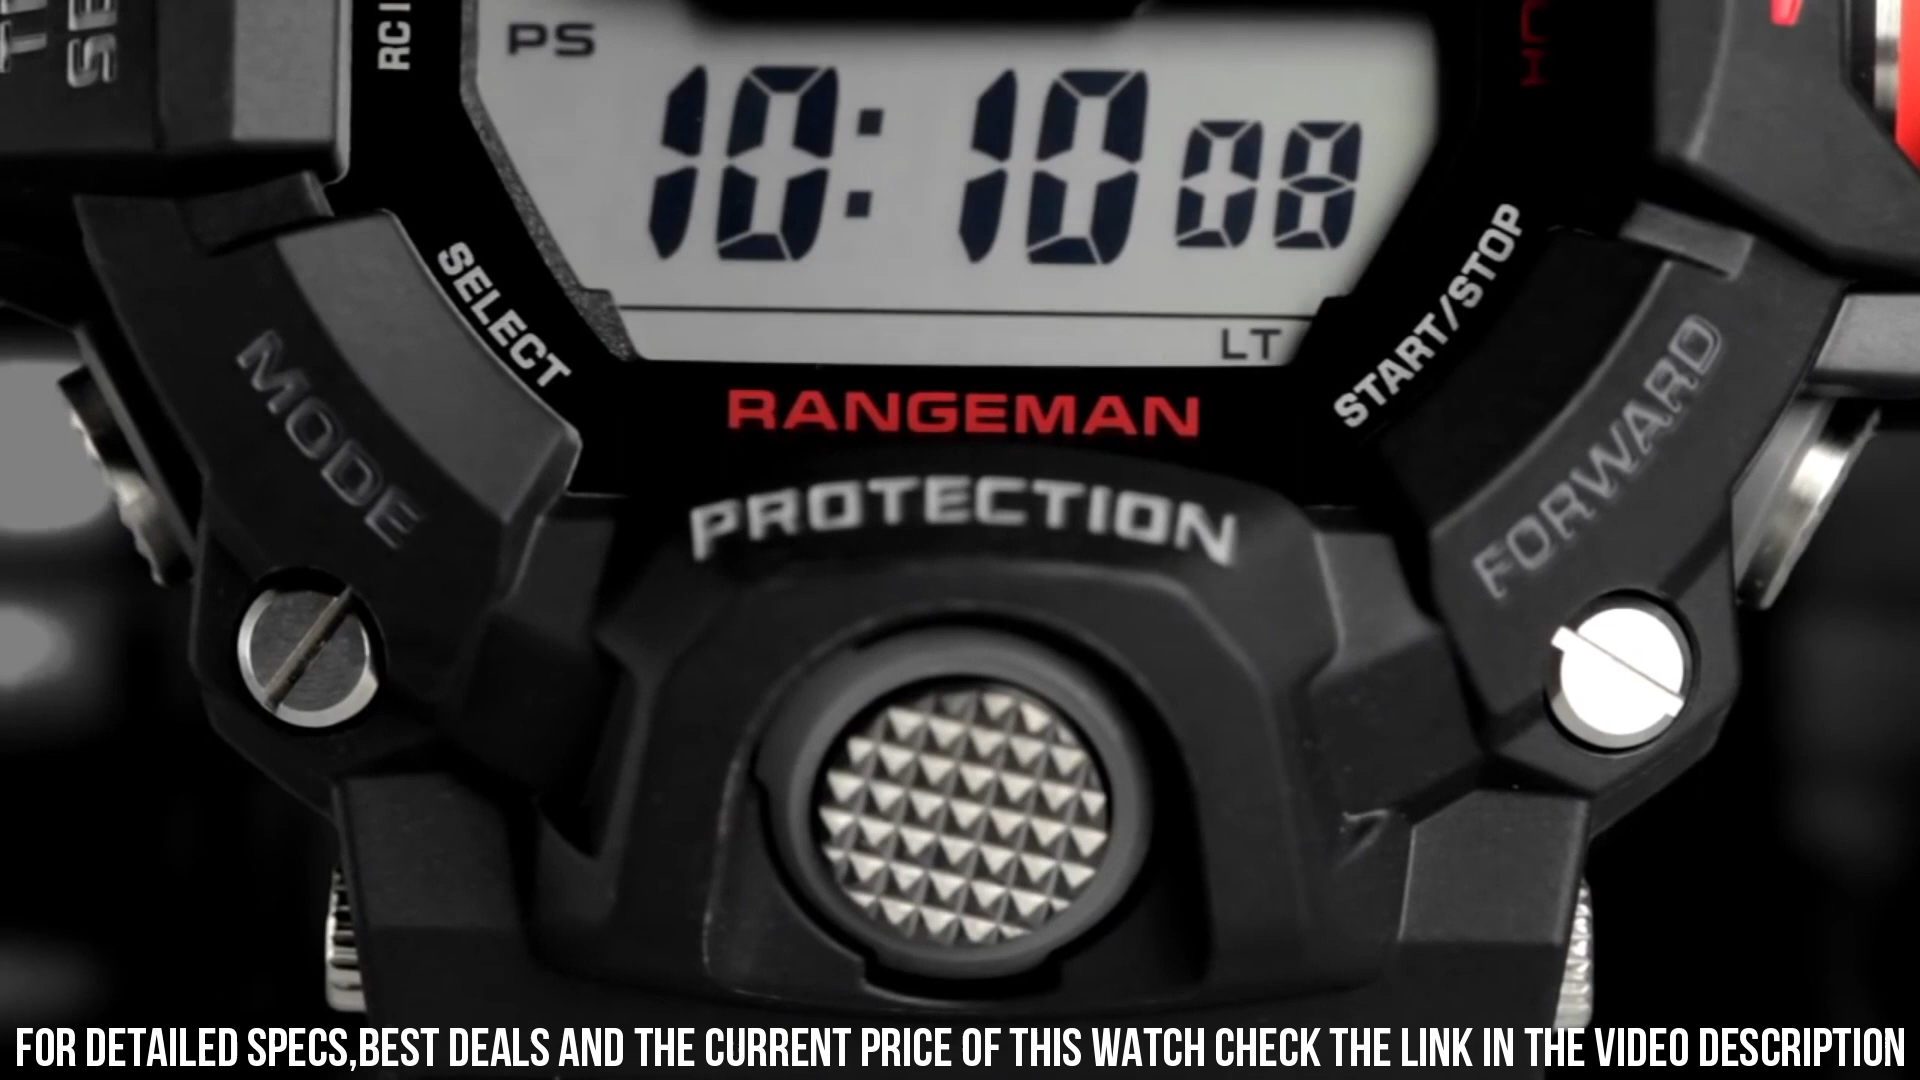 PS
10:10 08
LT
SELECT
START/STOP
RANGEMAN
MODE
PROTECTION
FORWARD
FOR DETAILED SPECS,BEST DEALS AND THE CURRENT PRICE OF THIS WATCH CHECK THE LINK IN THE VIDEO DESCRIPTION